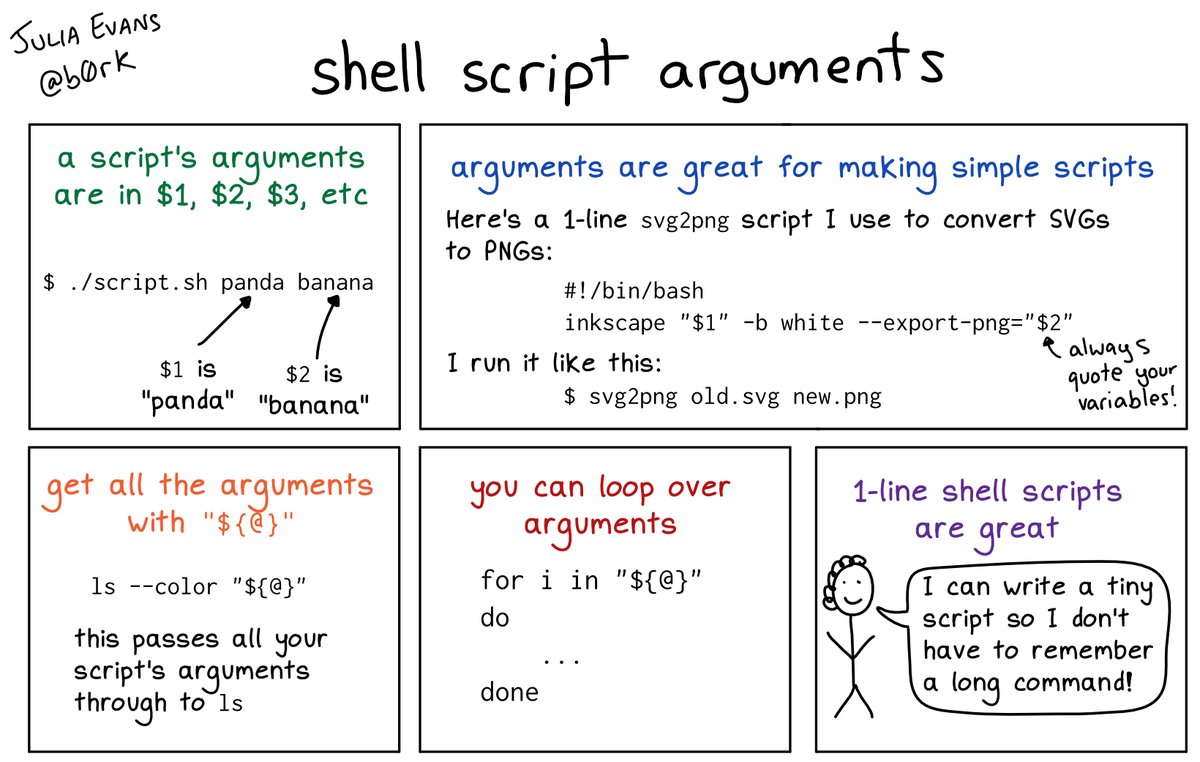 JULIA EVANS
@b0rk
shell script arguments
a script's arguments
are in $1, $2, $3, etc
$ ./script.sh panda banana
$1 is
"panda"
$2 is
"banana"
arguments are great for making simple scripts
Here's a 1-line svg2png script I use to convert SVGs
to PNGs:
#!/bin/bash
inkscape "$1" -b white --export-png="$2"
always
quote your
variables!
I run it like this:
$ svg2png old.svg new.png
get all the arguments
with "${@}"
ls --color "${@}"
this passes all your
script's arguments
through to ls
you can loop over
arguments
for i in "${@}"
do
...
done
1-line shell scripts
are great
I can write a tiny
script so I don't
have to remember
a long command!